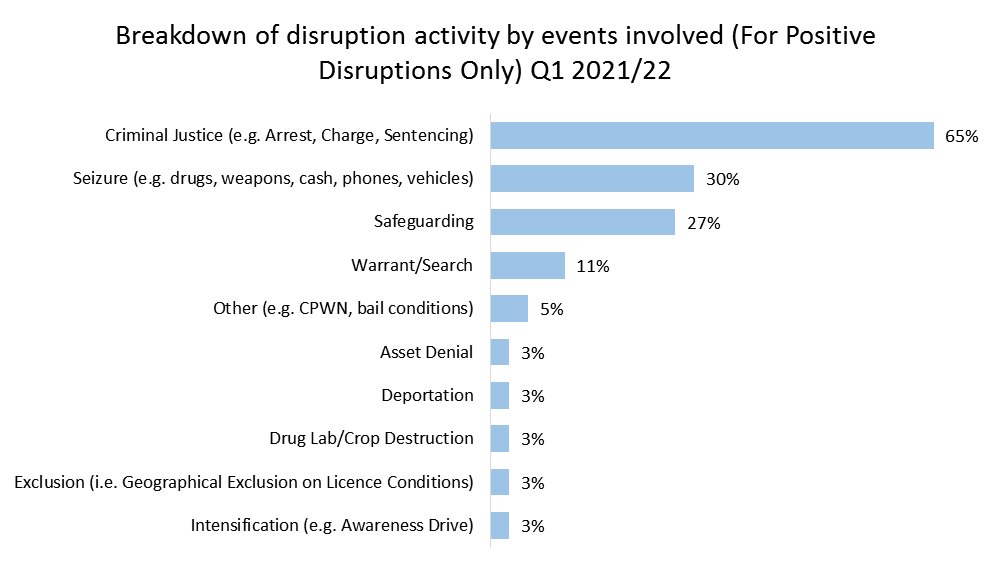 Breakdown of disruption activity by events involved (For Positive
Disruptions Only) Q1 2021/22
Criminal Justice (e.g. Arrest, Charge, Sentencing) 65%
Seizure (e.g. drugs, weapons, cash, phones, vehicles) 30%
Safeguarding 27%
Warrant/Search 11%
Other (e.g. CPWN, bail conditions) 5%
Asset Denial 3%
Deportation 3%
Drug Lab/Crop Destruction 3%
Exclusion (i.e. Geographical Exclusion on Licence Conditions) 3%
Intensification (e.g. Awareness Drive) 3%